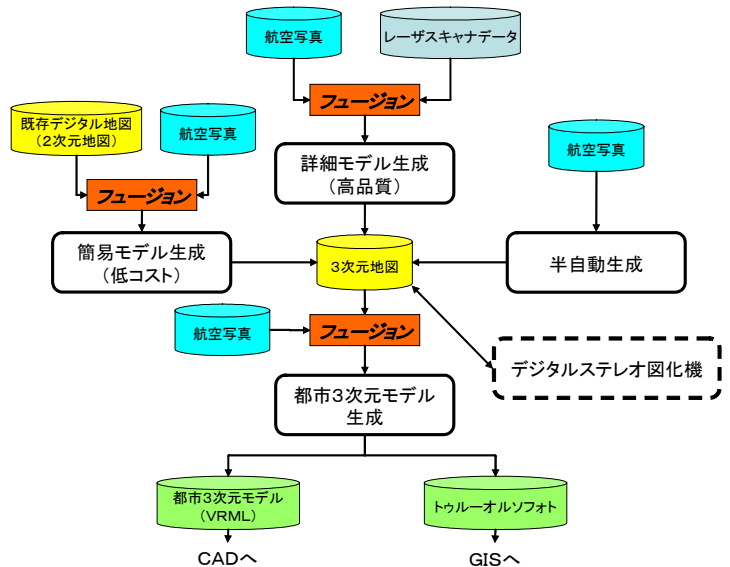 航空写真
レーザスキャナデータ
フュージョン
既存デジタル地図
(2次元地図)
航空写真
詳細モデル生成
(高品質)
航空写真
フュージョン
簡易モデル生成
(低コスト)
3次元地図
半自動生成
航空写真
フュージョン
デジタルステレオ図化機
都市3次元モデル
生成
都市3次元モデル
(VRML)
トゥルーオルソフォト
CADへ
GISへ